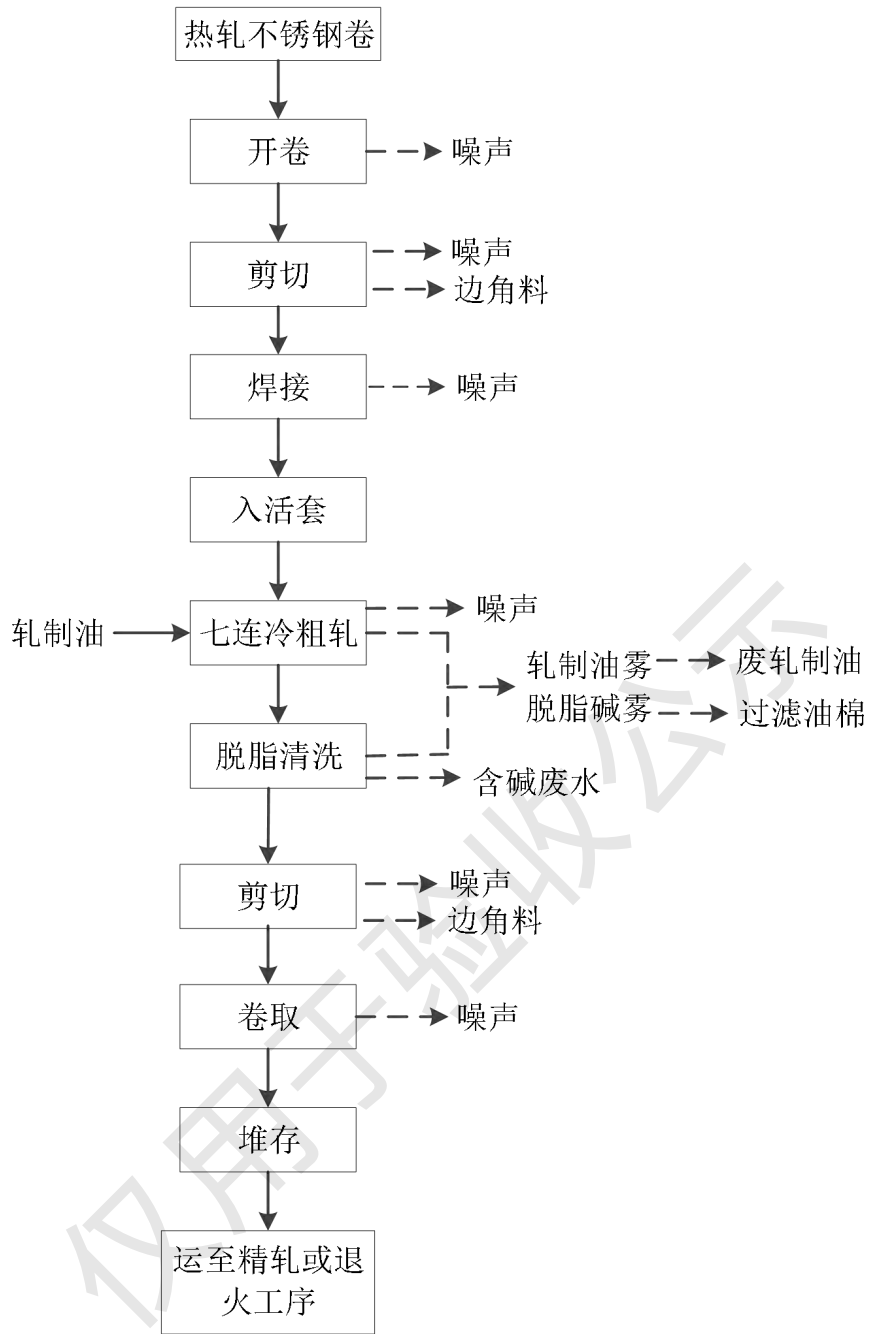 热轧不锈钢卷
开卷
噪声
剪切
噪声
边角料
焊接
噪声
入活套
轧制油
七连冷粗轧
噪声
轧制油雾
废轧制油
脱脂碱雾
过滤油棉
脱脂清洗
含碱废水
剪切
噪声
边角料
卷取
噪声
堆存
运至精轧或退
火工序
仅用于验收公示